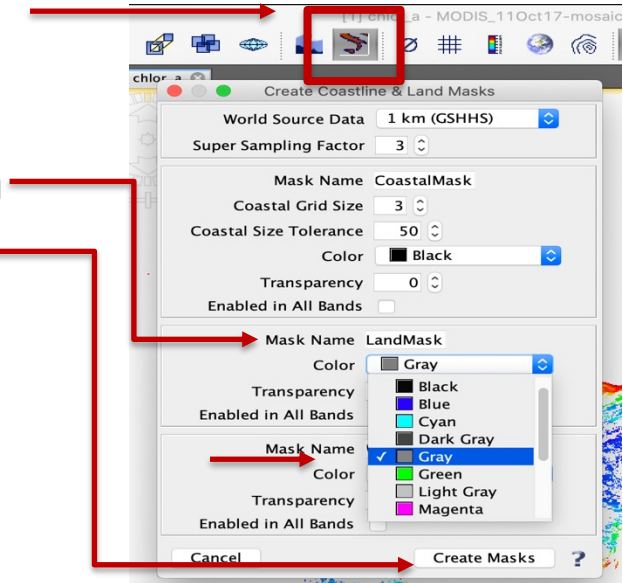 [1] chlor_a - MODIS_11Oct17-mosaic
chlor_a
Create Coastline & Land Masks
World Source Data 1 km (GSHHS)
Super Sampling Factor 3
Mask Name CoastalMask
Coastal Grid Size 3
Coastal Size Tolerance 50
Color Black
Transparency 0
Enabled in All Bands
Mask Name LandMask
Color Gray
Transparency
Black
Blue
Enabled in All Bands
Cyan
Dark Gray
Mask Name
✓ Gray
Color
Green
Light Gray
Transparency
Magenta
Enabled in All Bands
Cancel Create Masks ?